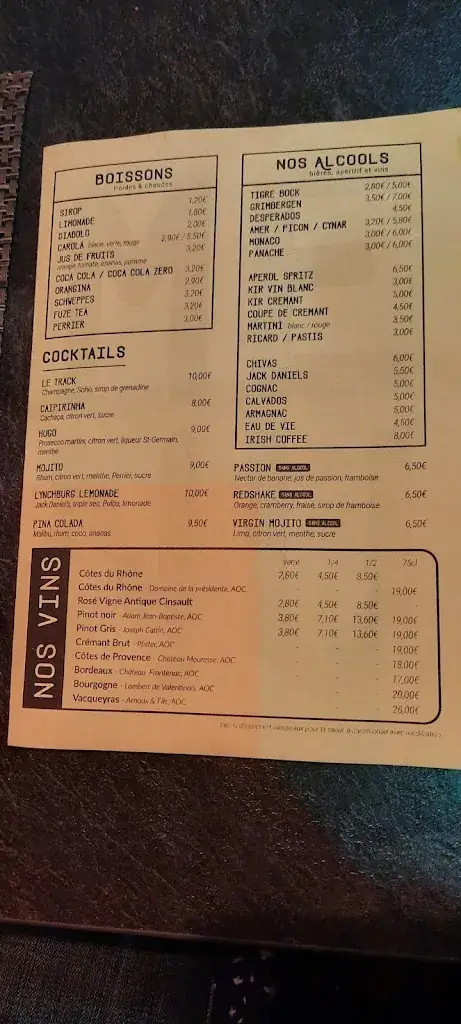 BOISSONS
froides & chaudes
SIROP 1,20€
LIMONADE 1,80€
DIABOLO 2,00€
CAROLA bleue, verte, rouge 2,90€ / 5,50€
JUS DE FRUITS 3,20€
orange, tomate, ananas, pomme
COCA COLA / COCA COLA ZERO 3,20€
ORANGINA 2,90€
SCHWEPPES 3,20€
FUZE TEA 3,20€
PERRIER 3,00€
COCKTAILS
LE TRACK 10,00€
Champagne, Soho, sirop de grenadine
CAIPIRINHA 8,00€
Cachaça, citron vert, sucre
HUGO 9,00€
Prosecco martini, citron vert, liqueur St-Germain,
menthe
MOJITO 9,00€
Rhum, citron vert, menthe, Perrier, sucre
LYNCHBURG LEMONADE 10,00€
Jack Daniel's, triple sec, Pulco, limonade
PINA COLADA 9,50€
Malibu, rhum, coco, ananas
NOS ALCOOLS
bières, apéritif et vins
TIGRE BOCK 2,80€ / 5,00€
GRIMBERGEN 3,50€ / 7,00€
DESPERADOS 4,50€
AMER / PICON / CYNAR 3,20€ / 5,80€
MONACO 3,00€ / 6,00€
PANACHE 3,00€ / 6,00€
APEROL SPRITZ 6,50€
KIR VIN BLANC 3,00€
KIR CREMANT 5,00€
COUPE DE CREMANT 4,50€
MARTINI blanc / rouge 3,50€
RICARD / PASTIS 3,00€
CHIVAS 6,00€
JACK DANIELS 5,50€
COGNAC 5,00€
CALVADOS 5,00€
ARMAGNAC 5,00€
EAU DE VIE 4,50€
IRISH COFFEE 8,00€
PASSION SANS ALCOOL 6,50€
Nectar de banane, jus de passion, framboise
REDSHAKE SANS ALCOOL 6,50€
Orange, cramberry, fraise, sirop de framboise
VIRGIN MOJITO SANS ALCOOL 6,50€
Limo, citron vert, menthe, sucre
NOS VINS
Verre 1/4 1/2 75cl
Côtes du Rhône 2,80€ 4,50€ 8,50€ -
Côtes du Rhône - Domaine de la présidente, AOC - - - 19,00€
Rosé Vigne Antique Cinsault 2,80€ 4,50€ 8,50€ -
Pinot noir - Adam Jean-Baptiste, AOC 3,80€ 7,10€ 13,60€ 19,00€
Pinot Gris - Joseph Cattin, AOC 3,80€ 7,10€ 13,60€ 19,00€
Crémant Brut - Pfister, AOC - - - 19,00€
Côtes de Provence - Château Mouresse, AOC - - - 18,00€
Bordeaux - Château Frontenac, AOC - - - 17,00€
Bourgogne - Lambert de Valentinois, AOC - - - 20,00€
Vacqueyras - Arnoux & Fils, AOC - - - 26,00€
L'abus d'alcool est dangereux pour la santé, à consommer avec modération